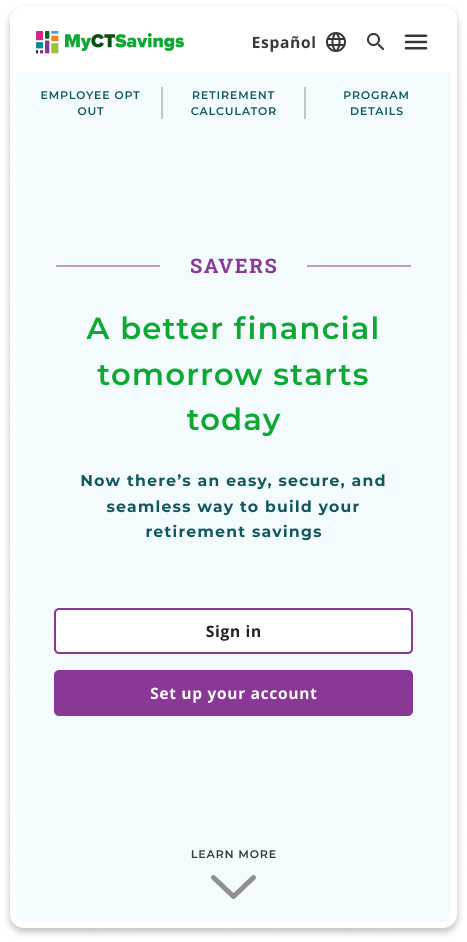 MyCTSavings
Español
EMPLOYEE OPT
OUT
RETIREMENT
CALCULATOR
PROGRAM
DETAILS
SAVERS
A better financial
tomorrow starts
today
Now there’s an easy, secure, and
seamless way to build your
retirement savings
Sign in
Set up your account
LEARN MORE